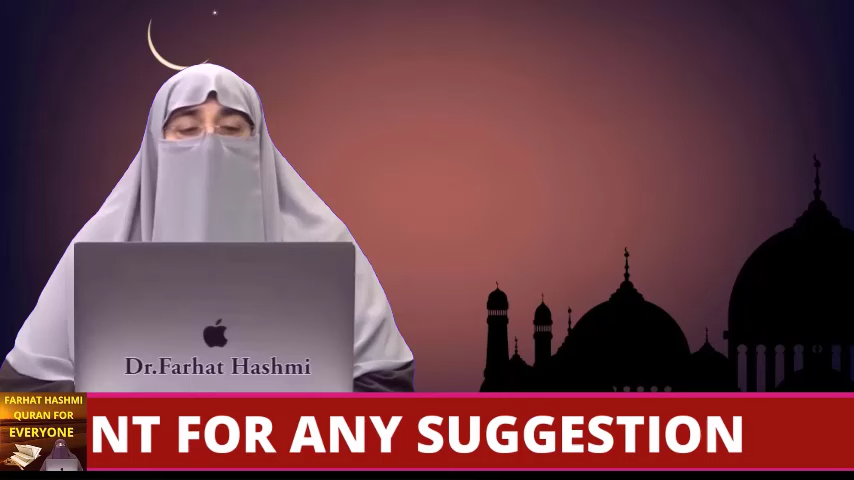 Dr.Farhat Hashmi
FARHAT HASHMI
QURAN FOR
EVERYONE
NT FOR ANY SUGGESTION